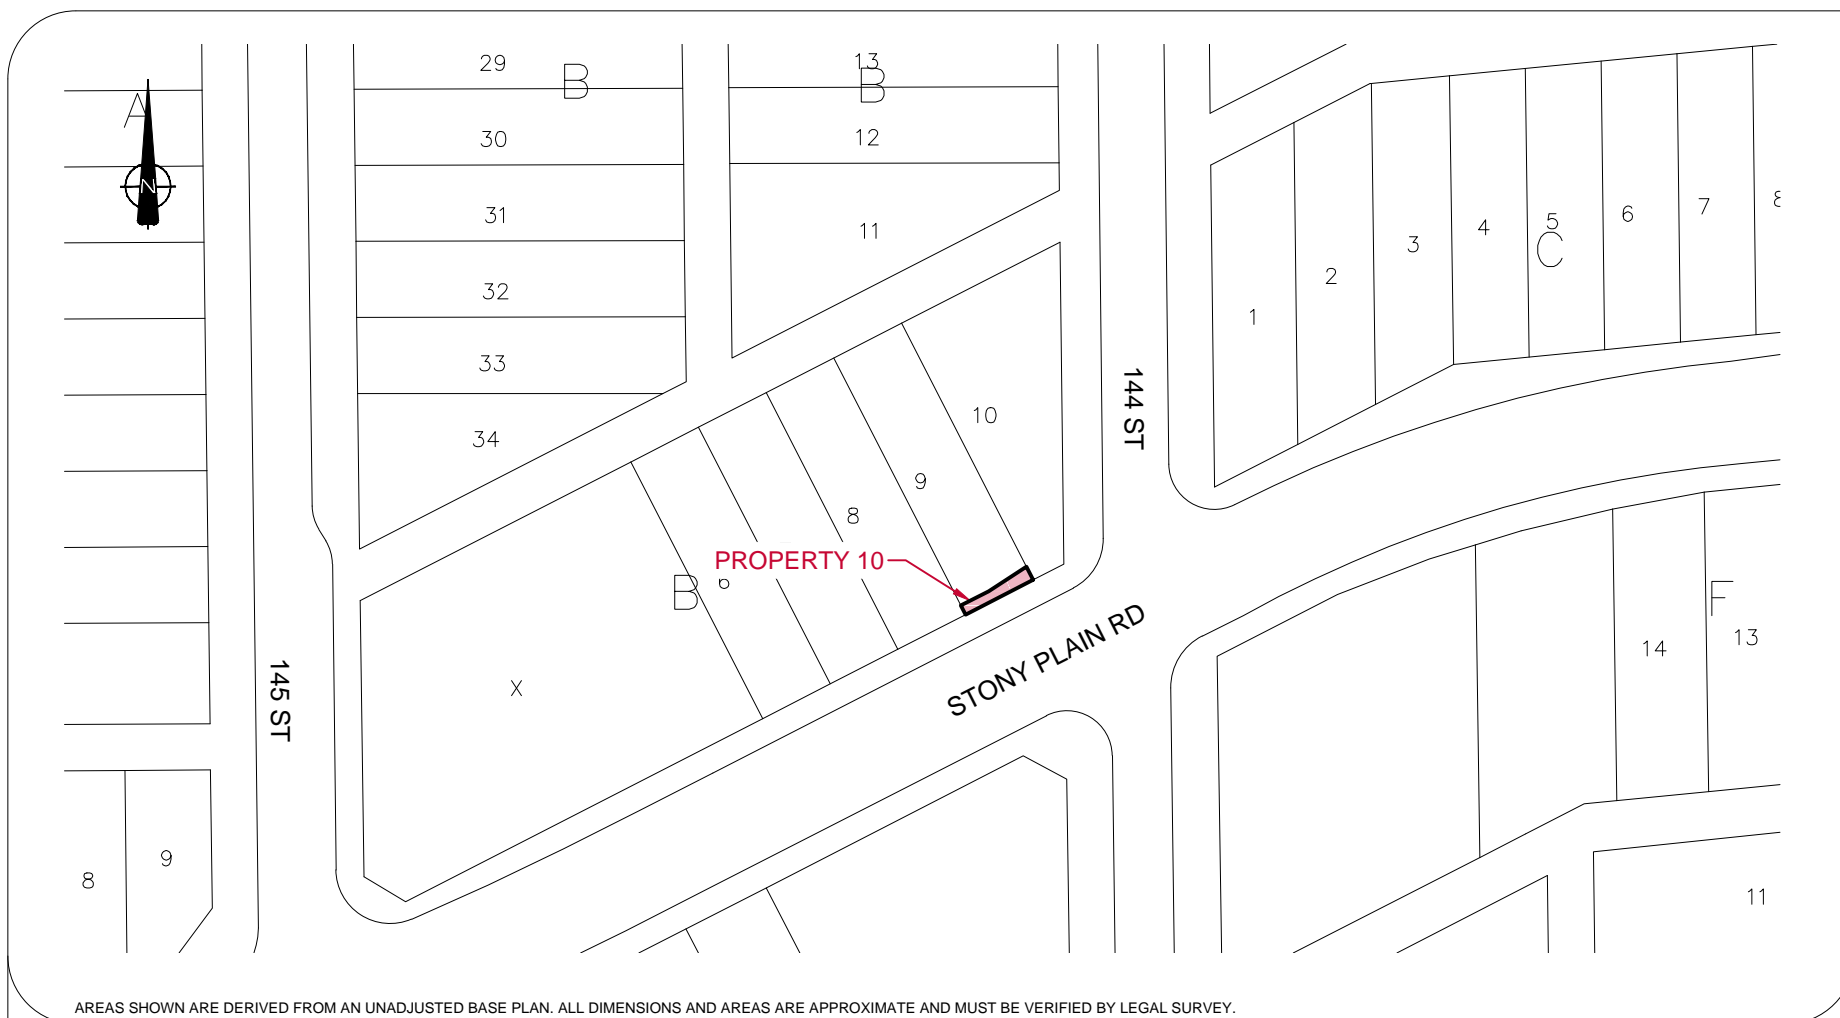 29
B
13
B
A
30
12
N
31
11
32
33
34
1
2
3
4
5
C
6
7
8
10
9
8
144 ST
PROPERTY 10
B
6
X
145 ST
STONY PLAIN RD
F
14
13
8
9
11
AREAS SHOWN ARE DERIVED FROM AN UNADJUSTED BASE PLAN. ALL DIMENSIONS AND AREAS ARE APPROXIMATE AND MUST BE VERIFIED BY LEGAL SURVEY.